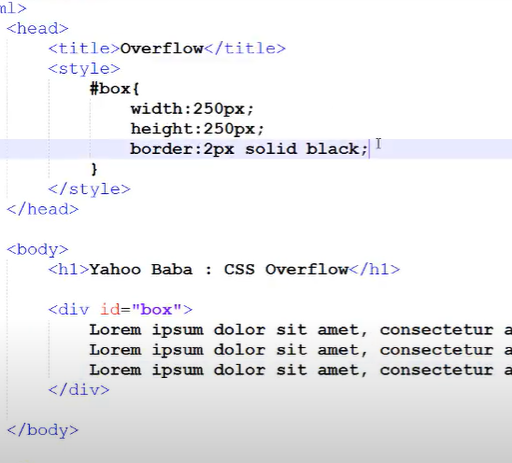 ml>
<head>
<title>Overflow</title>
<style>
#box{
width:250px;
height:250px;
border:2px solid black;
}
</style>
</head>
<body>
<h1>Yahoo Baba : CSS Overflow</h1>
<div id="box">
Lorem ipsum dolor sit amet, consectetur a
Lorem ipsum dolor sit amet, consectetur a
Lorem ipsum dolor sit amet, consectetur a
</div>
</body>